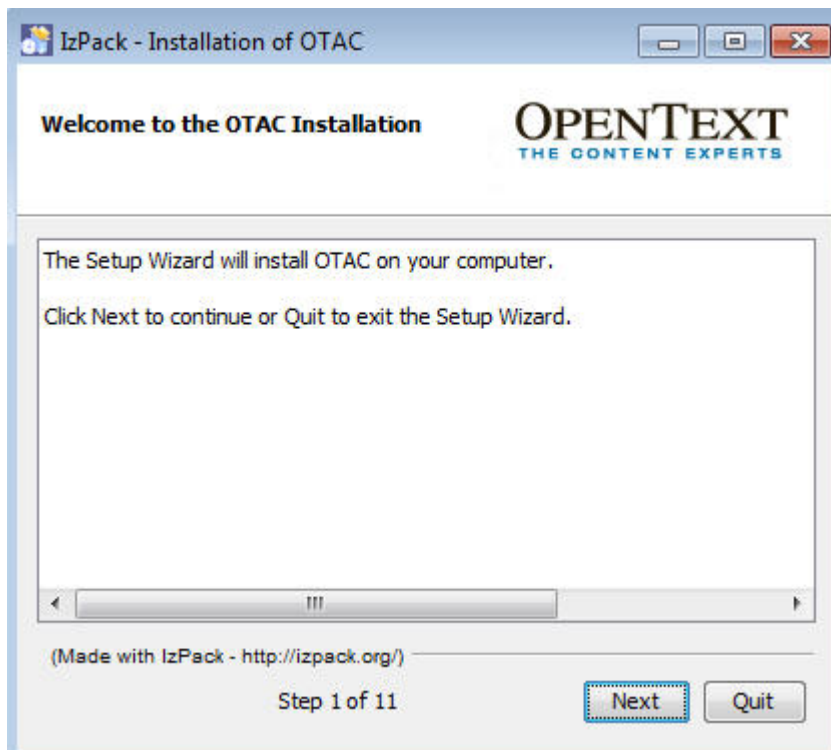 IzPack - Installation of OTAC
Welcome to the OTAC Installation
OPENTEXT
THE CONTENT EXPERTS
The Setup Wizard will install OTAC on your computer.
Click Next to continue or Quit to exit the Setup Wizard.
(Made with IzPack - http://izpack.org/)
Step 1 of 11
Next
Quit